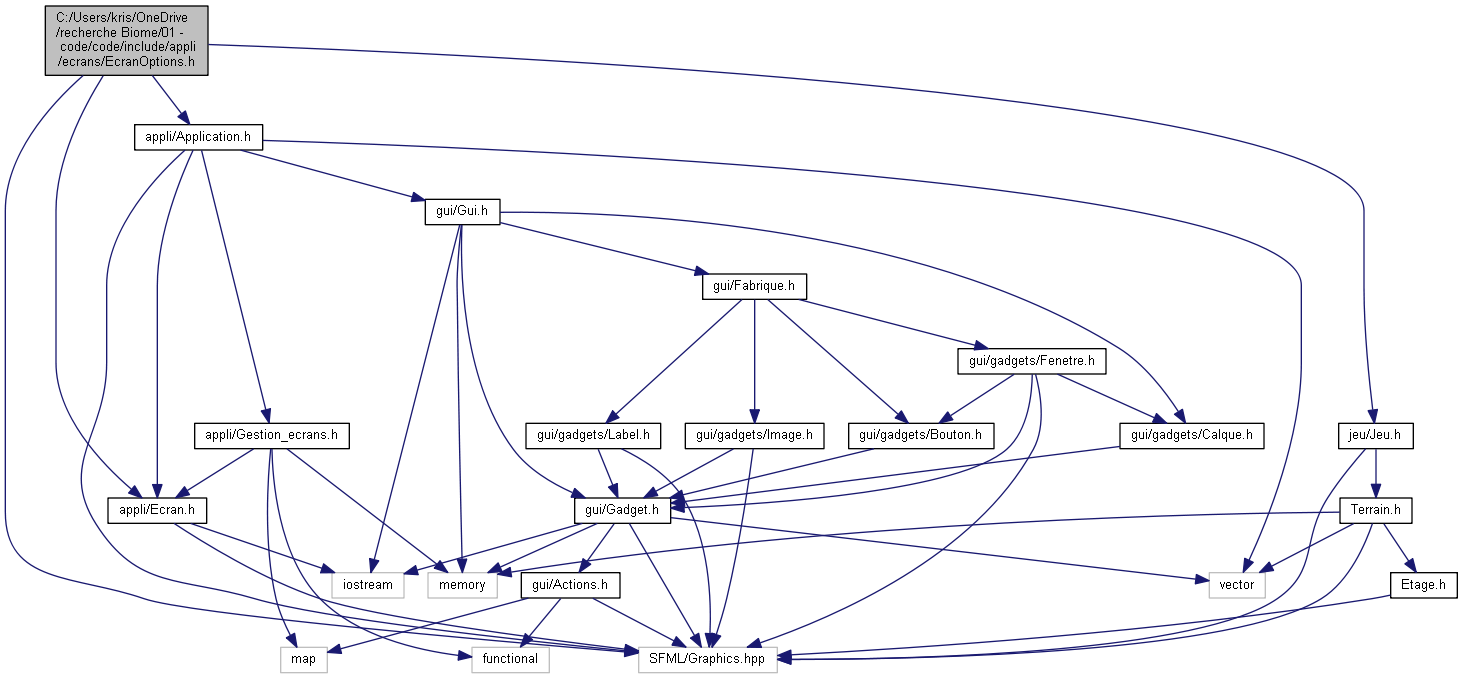 C:/Users/kris/OneDrive
/recherche Biome/01 -
code/code/include/appli
/ecrans/EcranOptions.h
appli/Application.h
gui/Gui.h
gui/Fabrique.h
gui/gadgets/Fenetre.h
appli/Gestion_ecrans.h
gui/gadgets/Label.h
gui/gadgets/Image.h
gui/gadgets/Bouton.h
gui/gadgets/Calque.h
jeu/Jeu.h
appli/Ecran.h
gui/Gadget.h
Terrain.h
iostream
memory
gui/Actions.h
vector
Etage.h
map
functional
SFML/Graphics.hpp